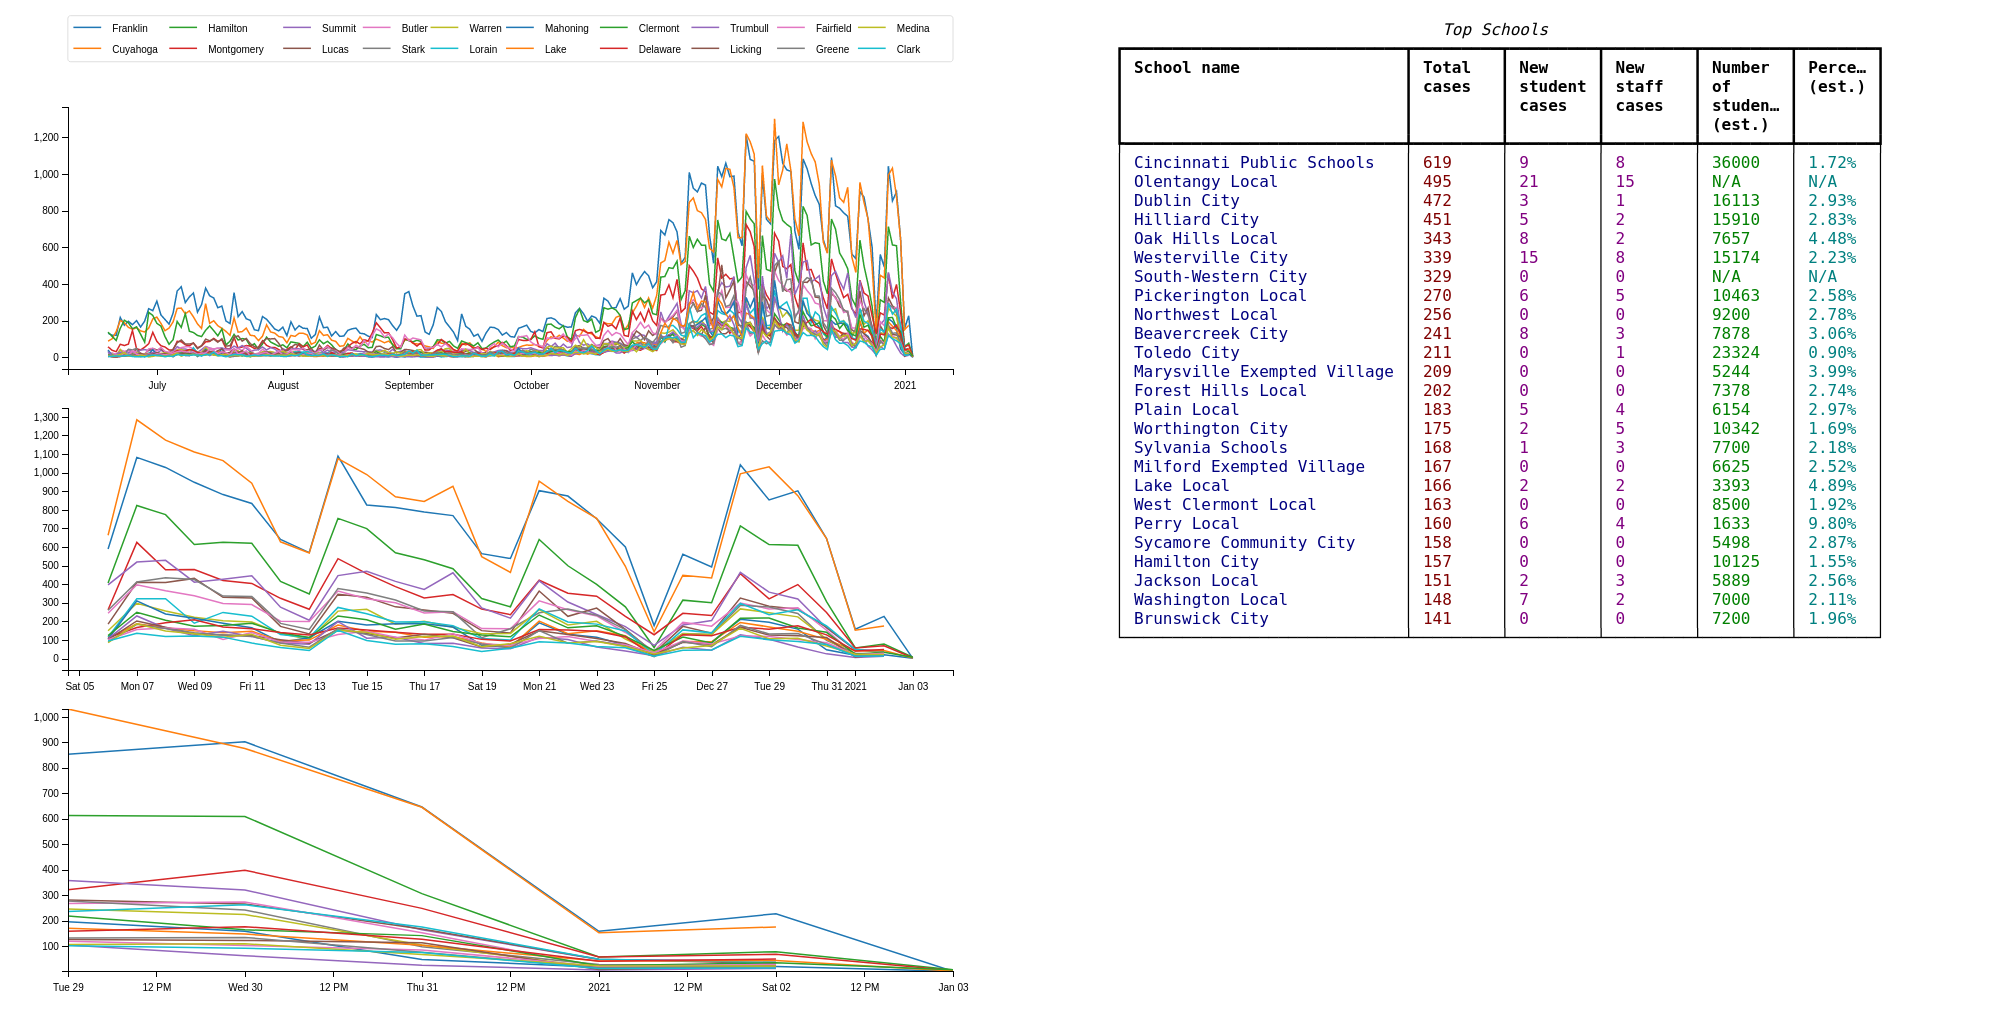 Franklin Hamilton Summit Butler Warren Mahoning Clermont Trumbull Fairfield Medina
Cuyahoga Montgomery Lucas Stark Lorain Lake Delaware Licking Greene Clark
1,200
1,000
800
600
400
200
0
July August September October November December 2021
1,300
1,200
1,100
1,000
900
800
700
600
500
400
300
200
100
0
Sat 05 Mon 07 Wed 09 Fri 11 Dec 13 Tue 15 Thu 17 Sat 19 Mon 21 Wed 23 Fri 25 Dec 27 Tue 29 Thu 31 2021 Jan 03
1,000
900
800
700
600
500
400
300
200
100
Tue 29 12 PM Wed 30 12 PM Thu 31 12 PM 2021 12 PM Sat 02 12 PM Jan 03
Top Schools
School name Total New New Number Perce…
cases student staff of (est.)
cases cases studen…
(est.)
Cincinnati Public Schools 619 9 8 36000 1.72%
Olentangy Local 495 21 15 N/A N/A
Dublin City 472 3 1 16113 2.93%
Hilliard City 451 5 2 15910 2.83%
Oak Hills Local 343 8 2 7657 4.48%
Westerville City 339 15 8 15174 2.23%
South-Western City 329 0 0 N/A N/A
Pickerington Local 270 6 5 10463 2.58%
Northwest Local 256 0 0 9200 2.78%
Beavercreek City 241 8 3 7878 3.06%
Toledo City 211 0 1 23324 0.90%
Marysville Exempted Village 209 0 0 5244 3.99%
Forest Hills Local 202 0 0 7378 2.74%
Plain Local 183 5 4 6154 2.97%
Worthington City 175 2 5 10342 1.69%
Sylvania Schools 168 1 3 7700 2.18%
Milford Exempted Village 167 0 0 6625 2.52%
Lake Local 166 2 2 3393 4.89%
West Clermont Local 163 0 0 8500 1.92%
Perry Local 160 6 4 1633 9.80%
Sycamore Community City 158 0 0 5498 2.87%
Hamilton City 157 0 0 10125 1.55%
Jackson Local 151 2 3 5889 2.56%
Washington Local 148 7 2 7000 2.11%
Brunswick City 141 0 0 7200 1.96%